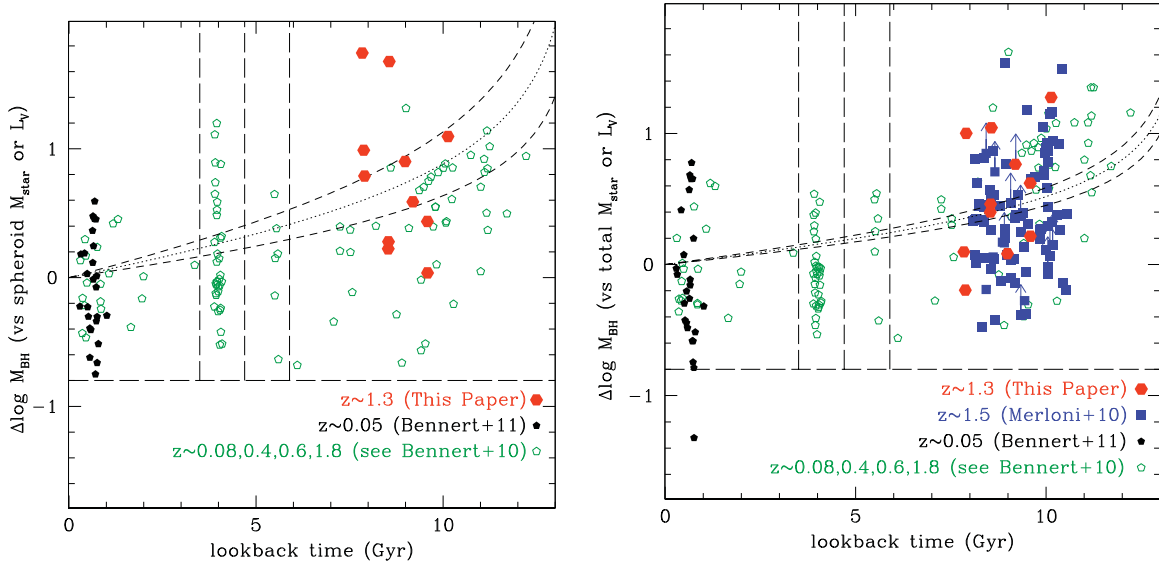 Δlog M_BH (vs spheroid M_star or L_V)
1
0
−1
z~1.3 (This Paper)
z~0.05 (Bennert+11)
z~0.08,0.4,0.6,1.8 (see Bennert+10)
0 5 10
lookback time (Gyr)
Δlog M_BH (vs total M_star or L_V)
1
0
−1
z~1.3 (This Paper)
z~1.5 (Merloni+10)
z~0.05 (Bennert+11)
z~0.08,0.4,0.6,1.8 (see Bennert+10)
0 5 10
lookback time (Gyr)